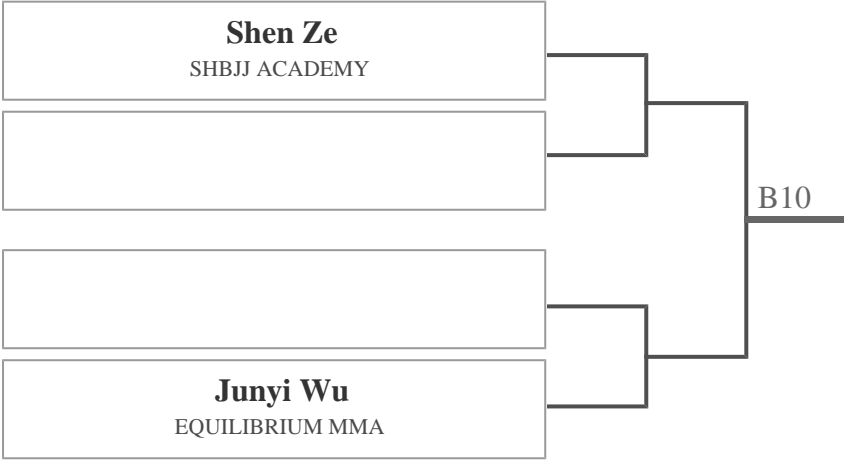 Shen Ze
SHBJJ ACADEMY
B10
Junyi Wu
EQUILIBRIUM MMA